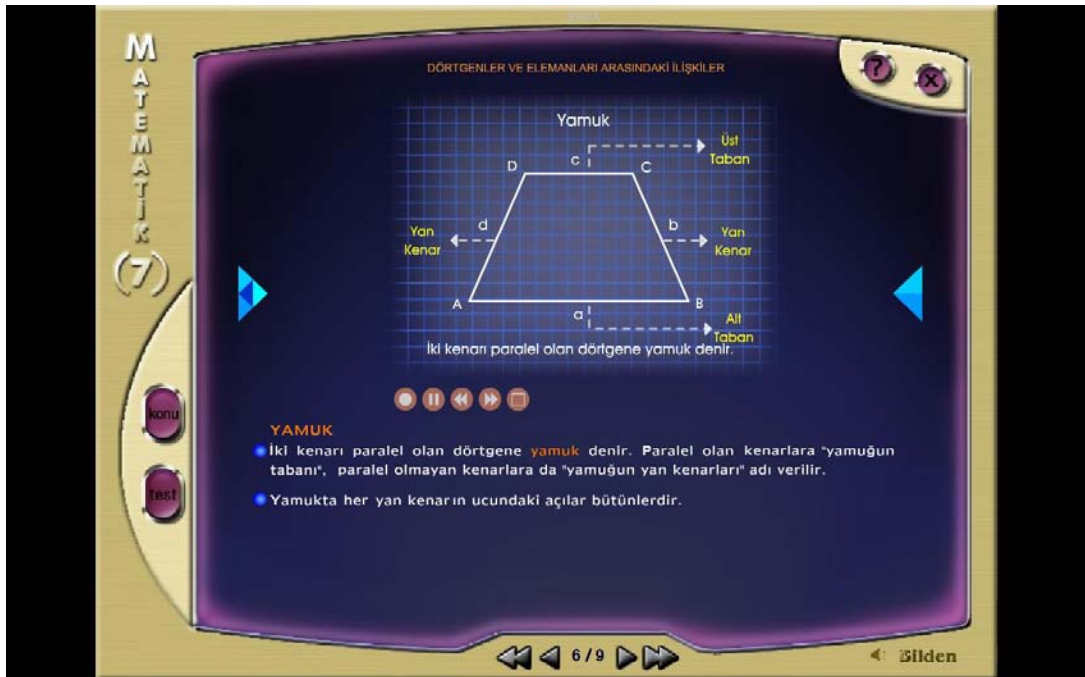 MATEMATİK
(7)
DÖRTGENLER VE ELEMANLARI ARASINDAKİ İLİŞKİLER
?
X
Yamuk
Üst
Taban
c
D
C
d
b
Yan
Kenar
Yan
Kenar
A
B
a
Alt
Taban
İki kenarı paralel olan dörtgene yamuk denir.
konu
test
YAMUK
İki kenarı paralel olan dörtgene yamuk denir. Paralel olan kenarlara "yamuğun
tabanı", paralel olmayan kenarlara da "yamuğun yan kenarları" adı verilir.
Yamukta her yan kenarın ucundaki açılar bütünlerdir.
6/9
Bilden